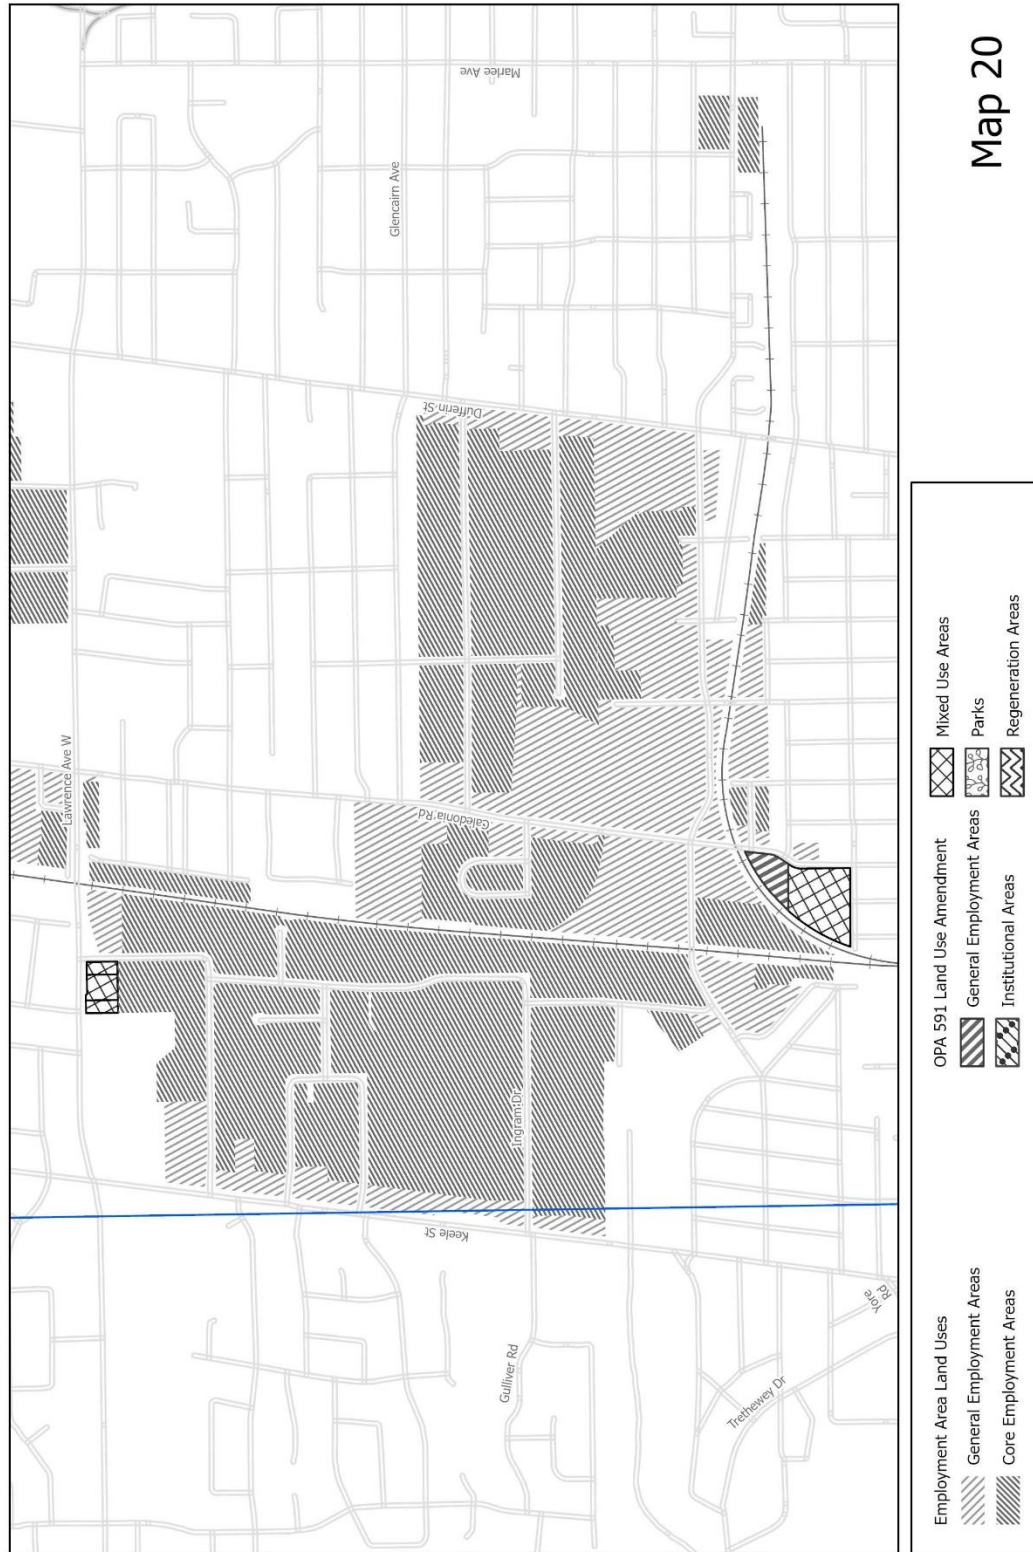 Marlee Ave
Glencairn Ave
Dufferin St
Lawrence Ave W
Caledonia Rd
Ingram Dr
Keele St
Gulliver Rd
Yore
Rd
Trethewey Dr
Map 20
Employment Area Land Uses
General Employment Areas
Core Employment Areas
OPA 591 Land Use Amendment
General Employment Areas
Institutional Areas
Mixed Use Areas
Parks
Regeneration Areas